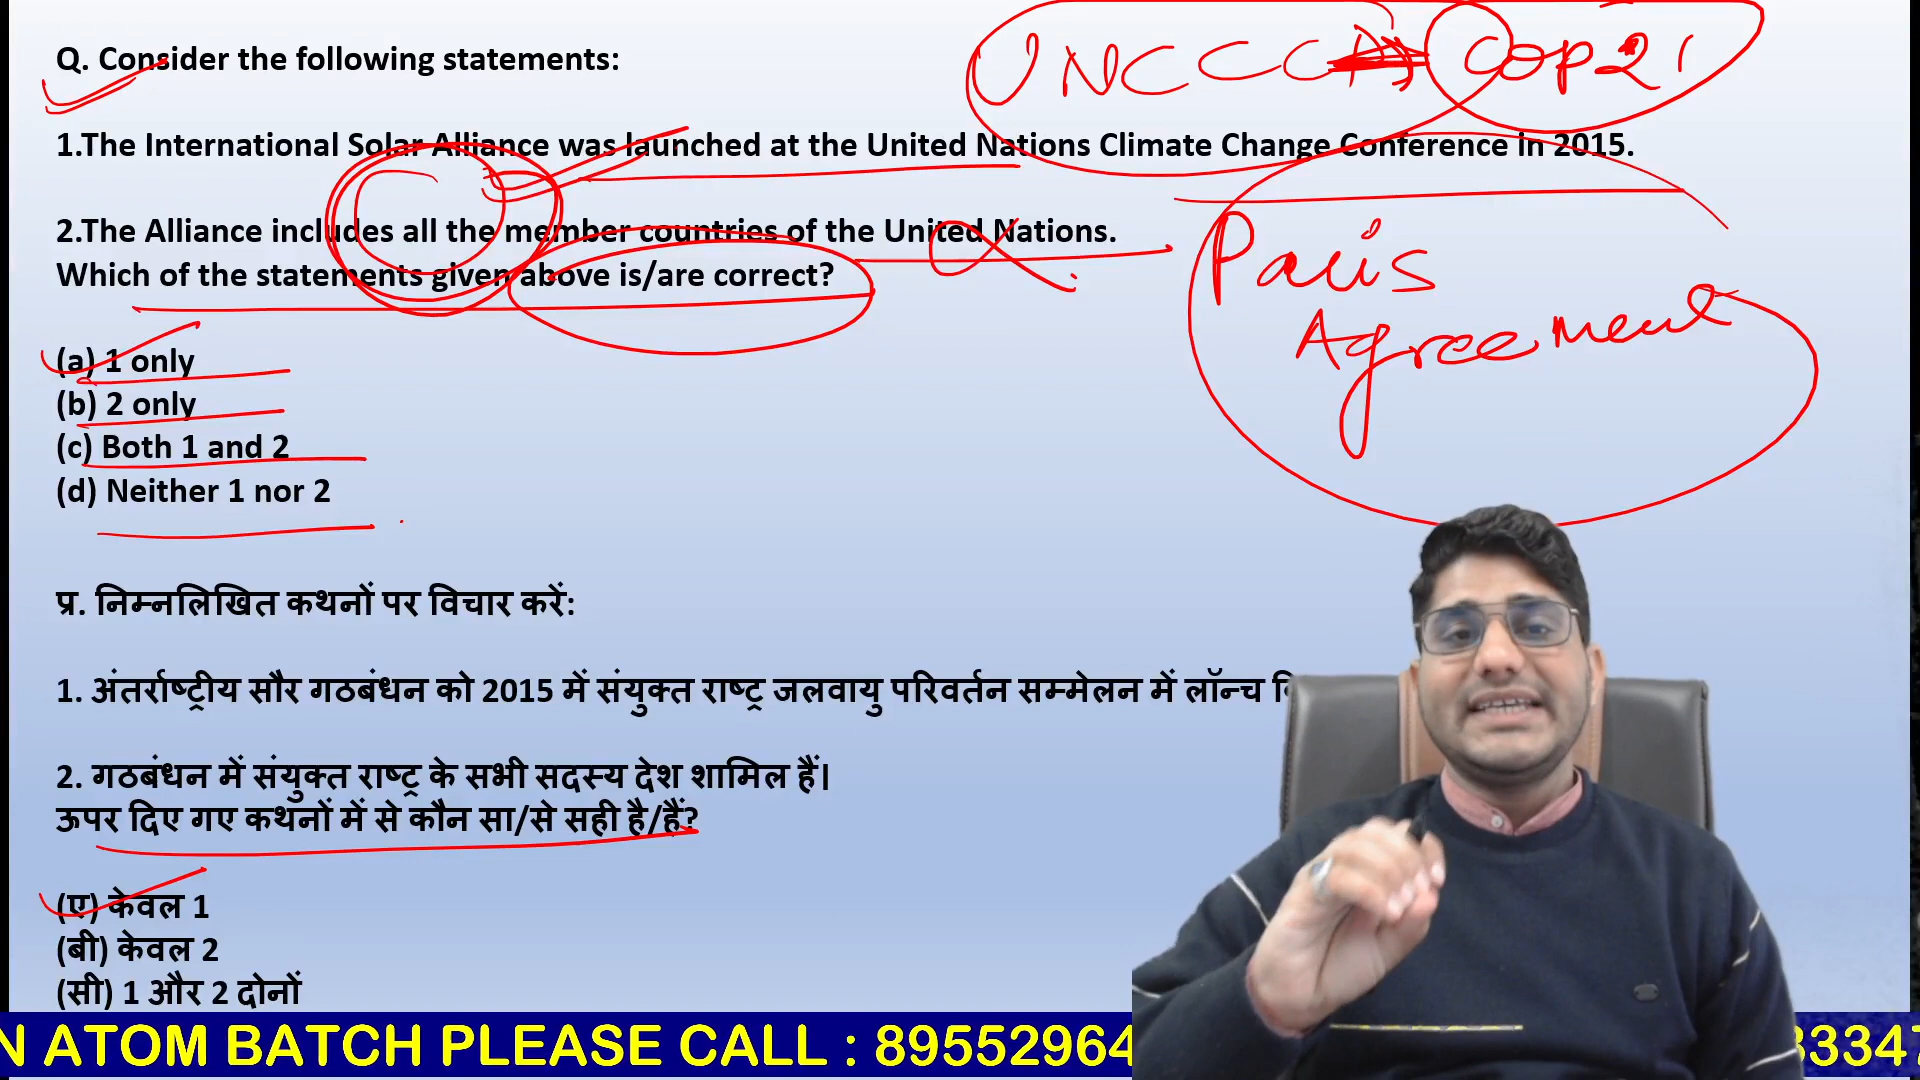 UNCCC COP21
Q. Consider the following statements:
1.The International Solar Alliance was launched at the United Nations Climate Change Conference in 2015.
2.The Alliance includes all the member countries of the United Nations.
Which of the statements given above is/are correct?
Paris
Agreement
(a) 1 only
(b) 2 only
(c) Both 1 and 2
(d) Neither 1 nor 2
प्र. निम्नलिखित कथनों पर विचार करें:
1. अंतर्राष्ट्रीय सौर गठबंधन को 2015 में संयुक्त राष्ट्र जलवायु परिवर्तन सम्मेलन में लॉन्च
2. गठबंधन में संयुक्त राष्ट्र के सभी सदस्य देश शामिल हैं।
ऊपर दिए गए कथनों में से कौन सा/से सही है/हैं?
(ए) केवल 1
(बी) केवल 2
(सी) 1 और 2 दोनों
N ATOM BATCH PLEASE CALL : 89552964 3347